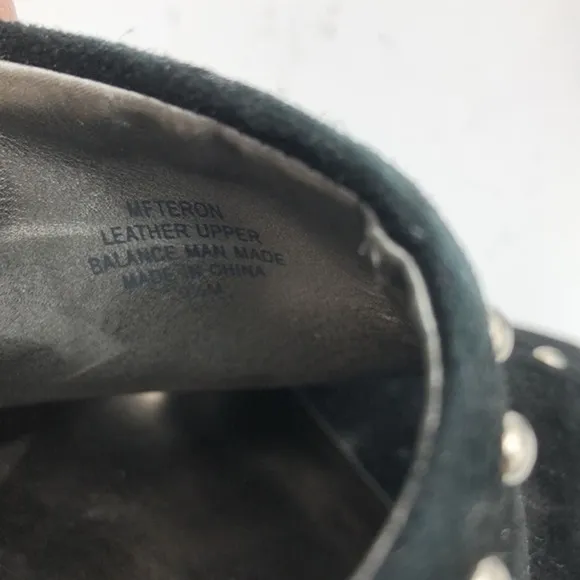 MFTERON
LEATHER UPPER
BALANCE MAN MADE
MADE IN CHINA